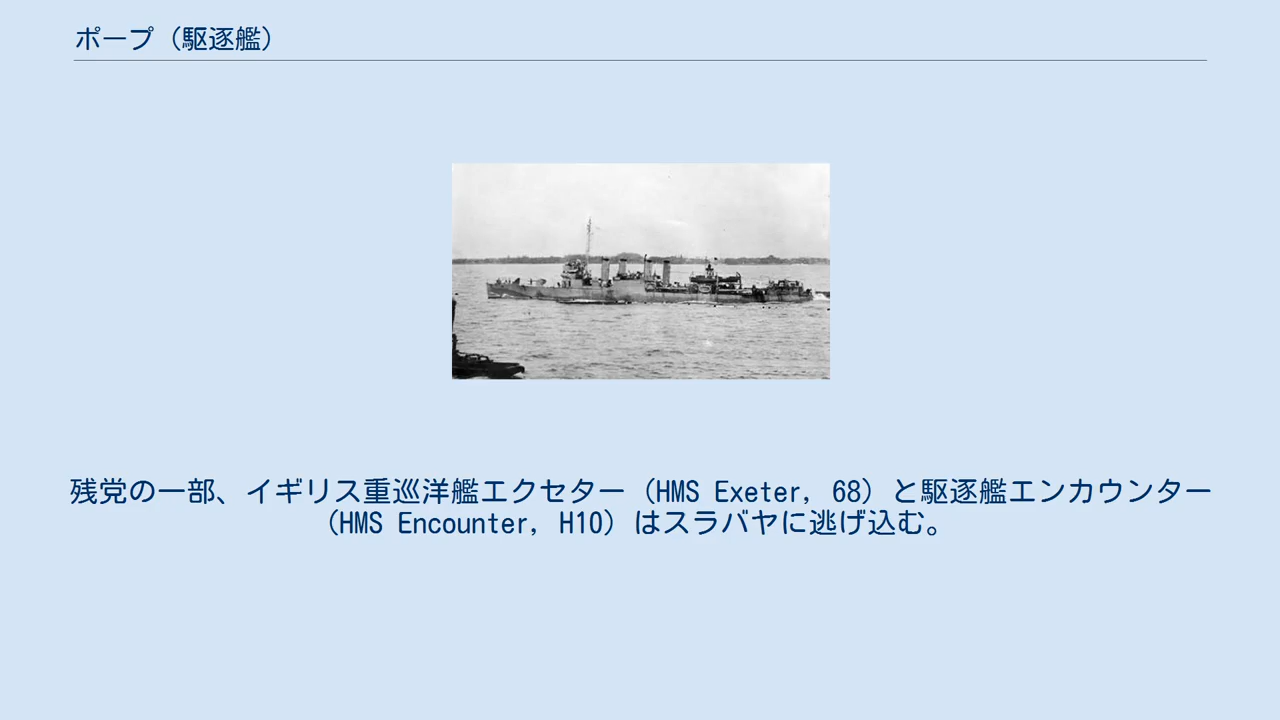 ポープ（駆逐艦）
残党の一部、イギリス重巡洋艦エクセター（HMS Exeter, 68）と駆逐艦エンカウンター
（HMS Encounter, H10）はスラバヤに逃げ込む。